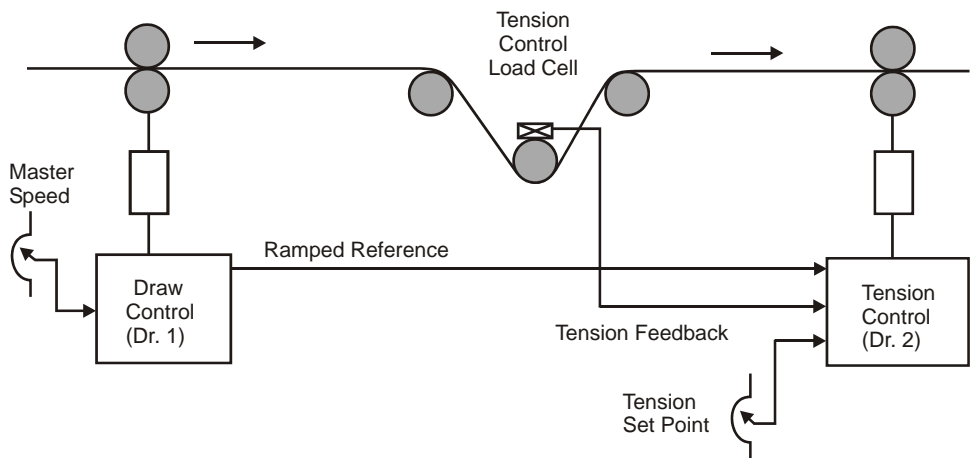 Tension
Control
Load Cell
Master
Speed
Ramped Reference
Draw
Control
(Dr. 1)
Tension
Control
(Dr. 2)
Tension Feedback
Tension
Set Point